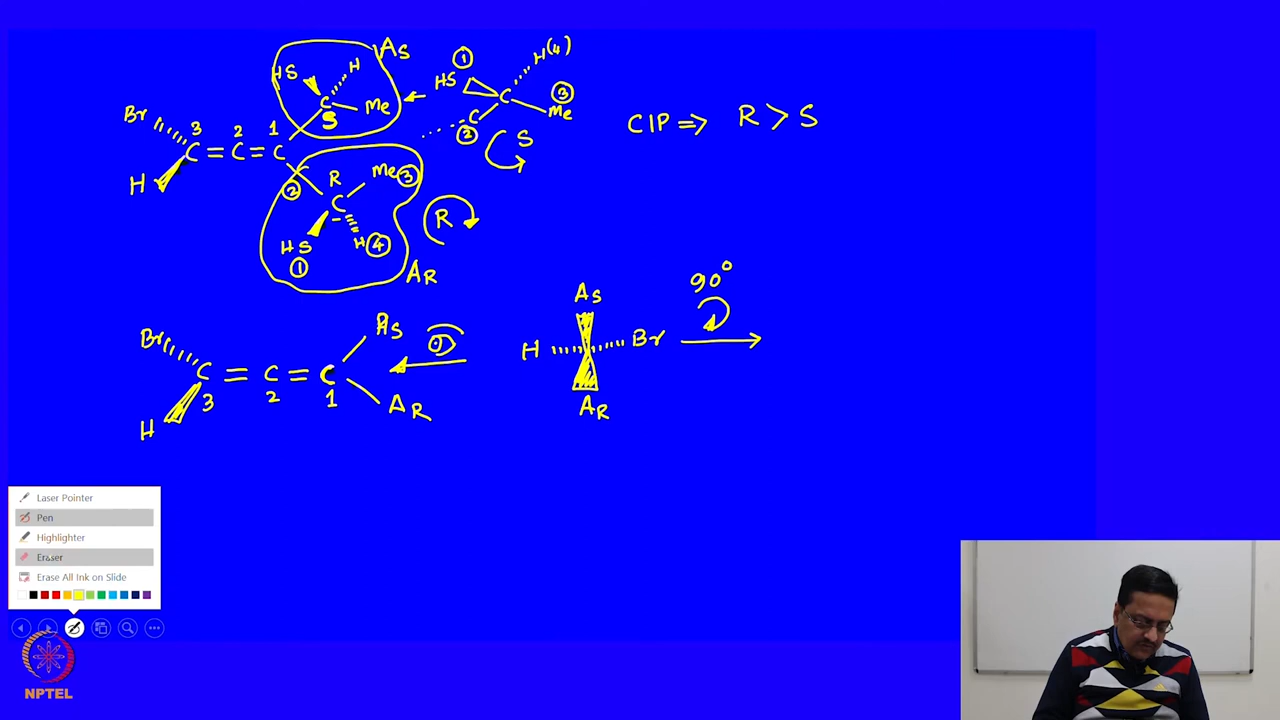 As
HS H
C Me
S
HS ① C H(4)
Me ③
② S
CIP ⇒ R > S
Br 3 2 1
C = C = C
H
② R Me ③
C
HS ① H ④
R
AR
90°
Br As
C = C = C
3 2 1
H AR
As
H Br
AR
Laser Pointer
Pen
Highlighter
Eraser
Erase All Ink on Slide
NPTEL